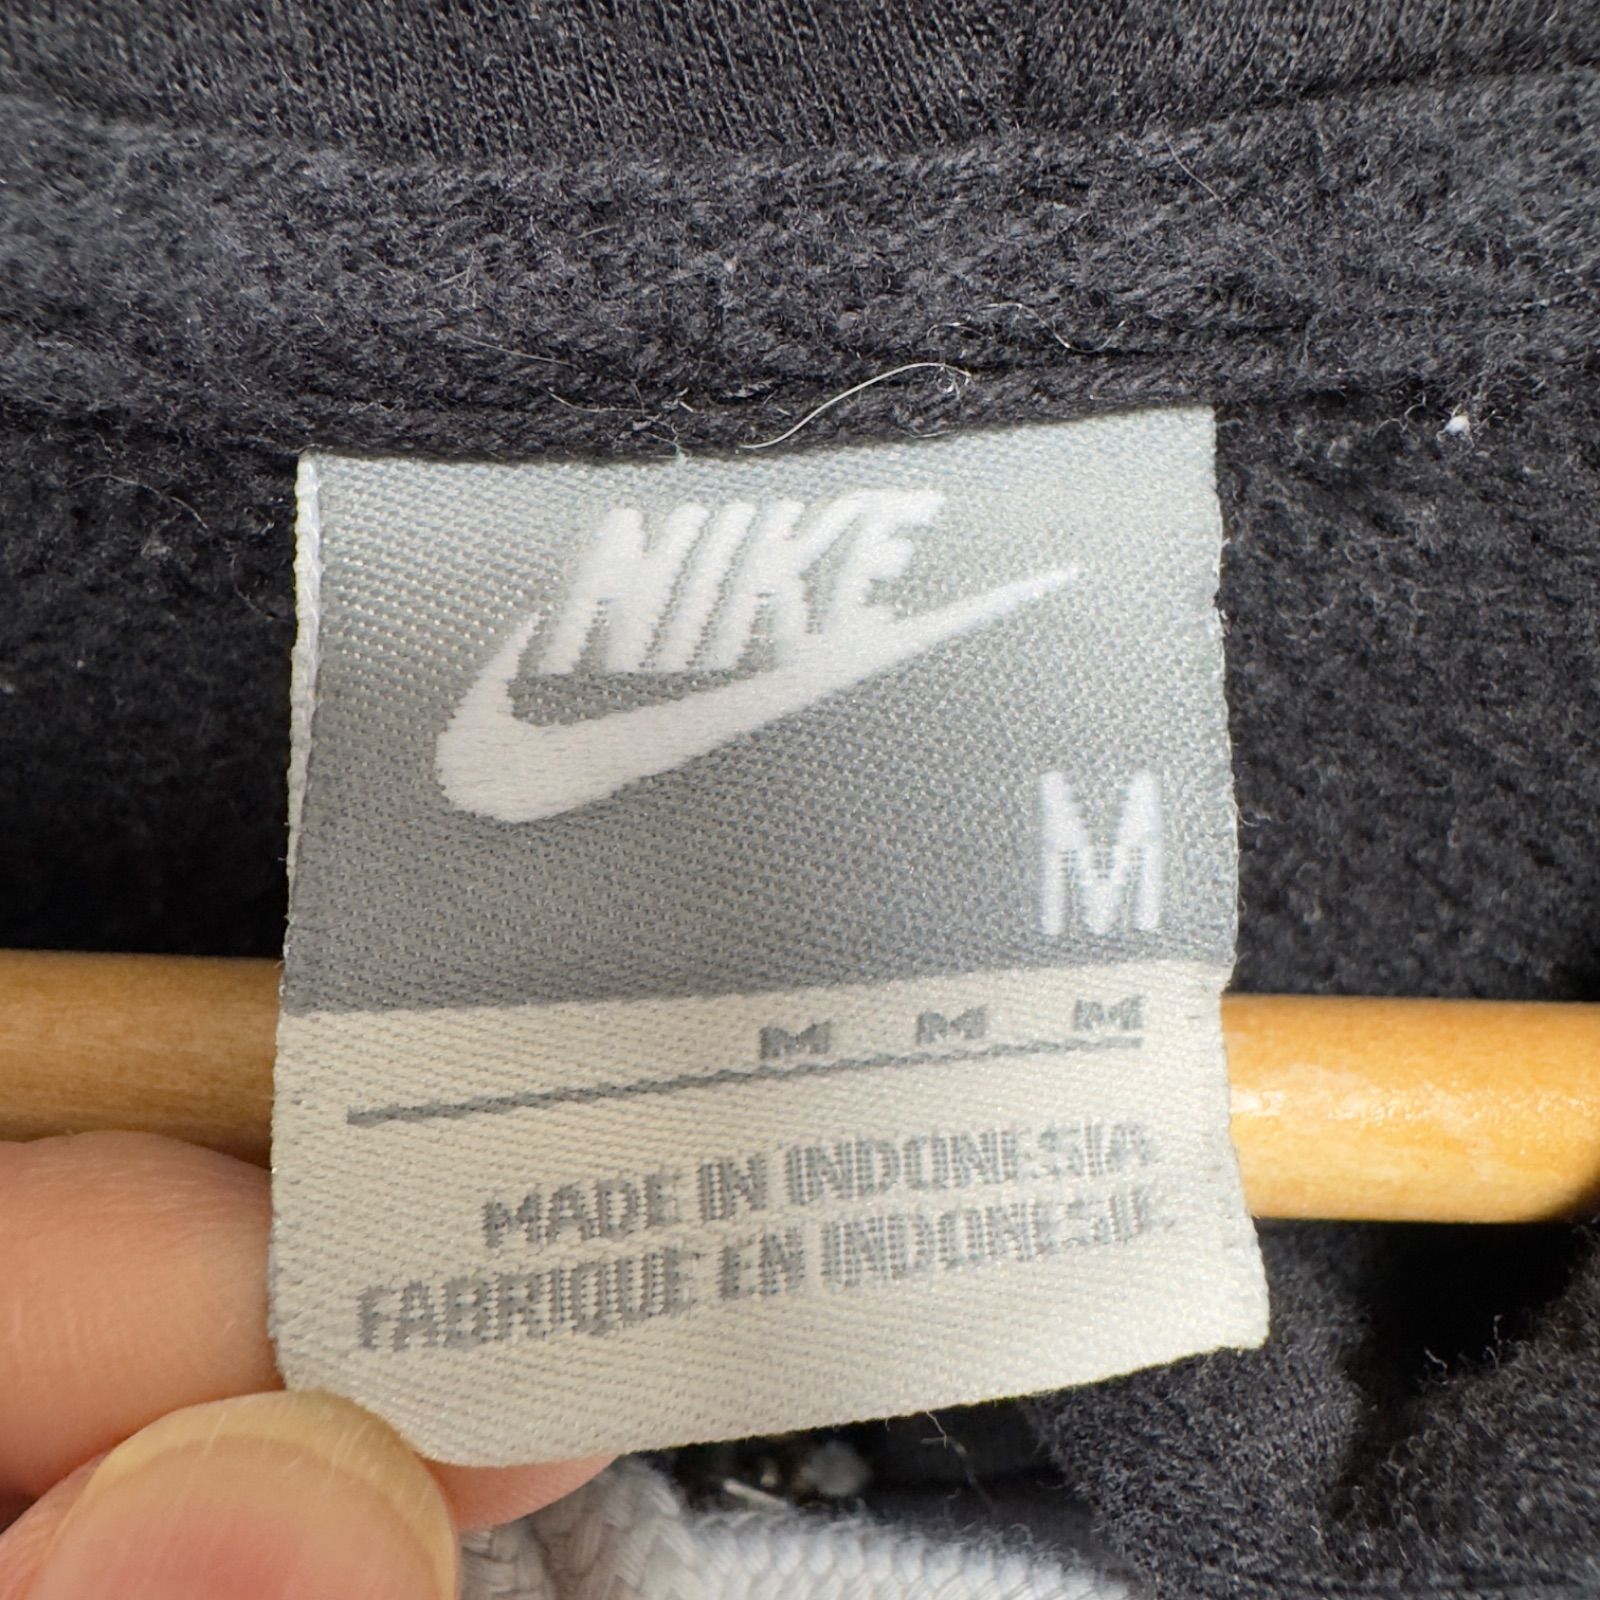 NIKE
M
M M M
MADE IN INDONESIA
FABRIQUE EN INDONESIE